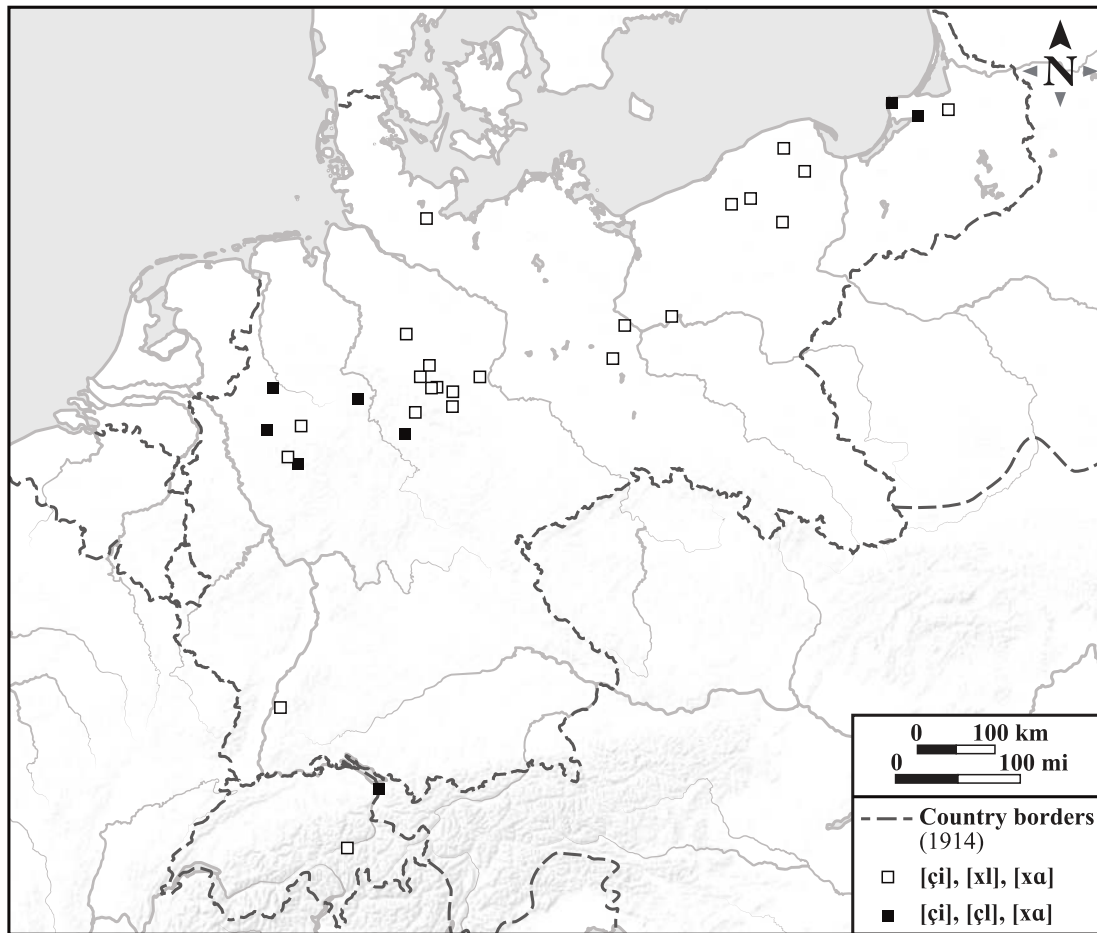 N
0 100 km
0 100 mi
Country borders
(1914)
[çi], [xl], [xɑ]
[çi], [çl], [xɑ]